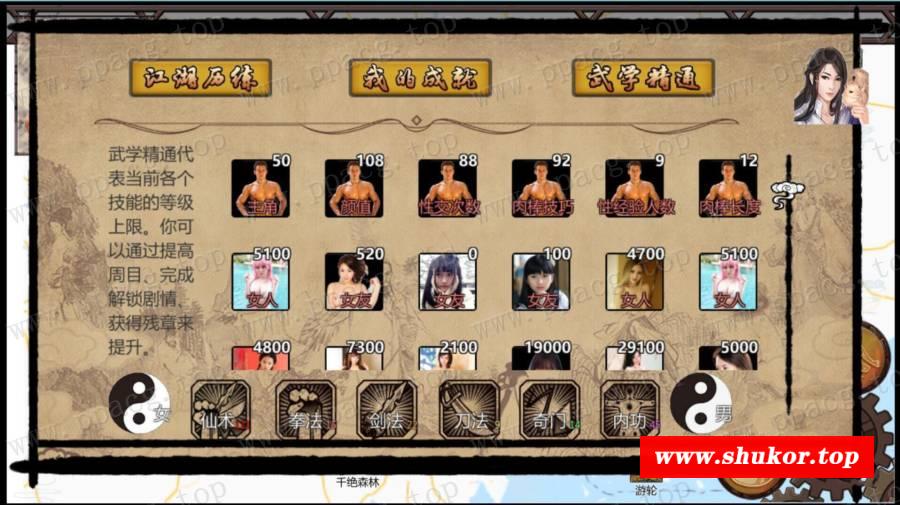 江湖历练
我的成就
武学精通
武学精通代
表当前各个
技能的等级
上限。你可
以通过提高
周目、完成
解锁剧情、
获得残章来
提升。
50
108
88
92
9
12
主角
颜值
性交次数
肉棒技巧
性经验人数
肉棒长度
5100
520
0
100
4700
5100
女人
女友
女友
女友
女人
女人
4800
7300
2100
19000
29100
5000
女
仙术
拳法
剑法
刀法
奇门
内功
男
www.shukor.top
千绝森林
游轮
www.ppacg.top